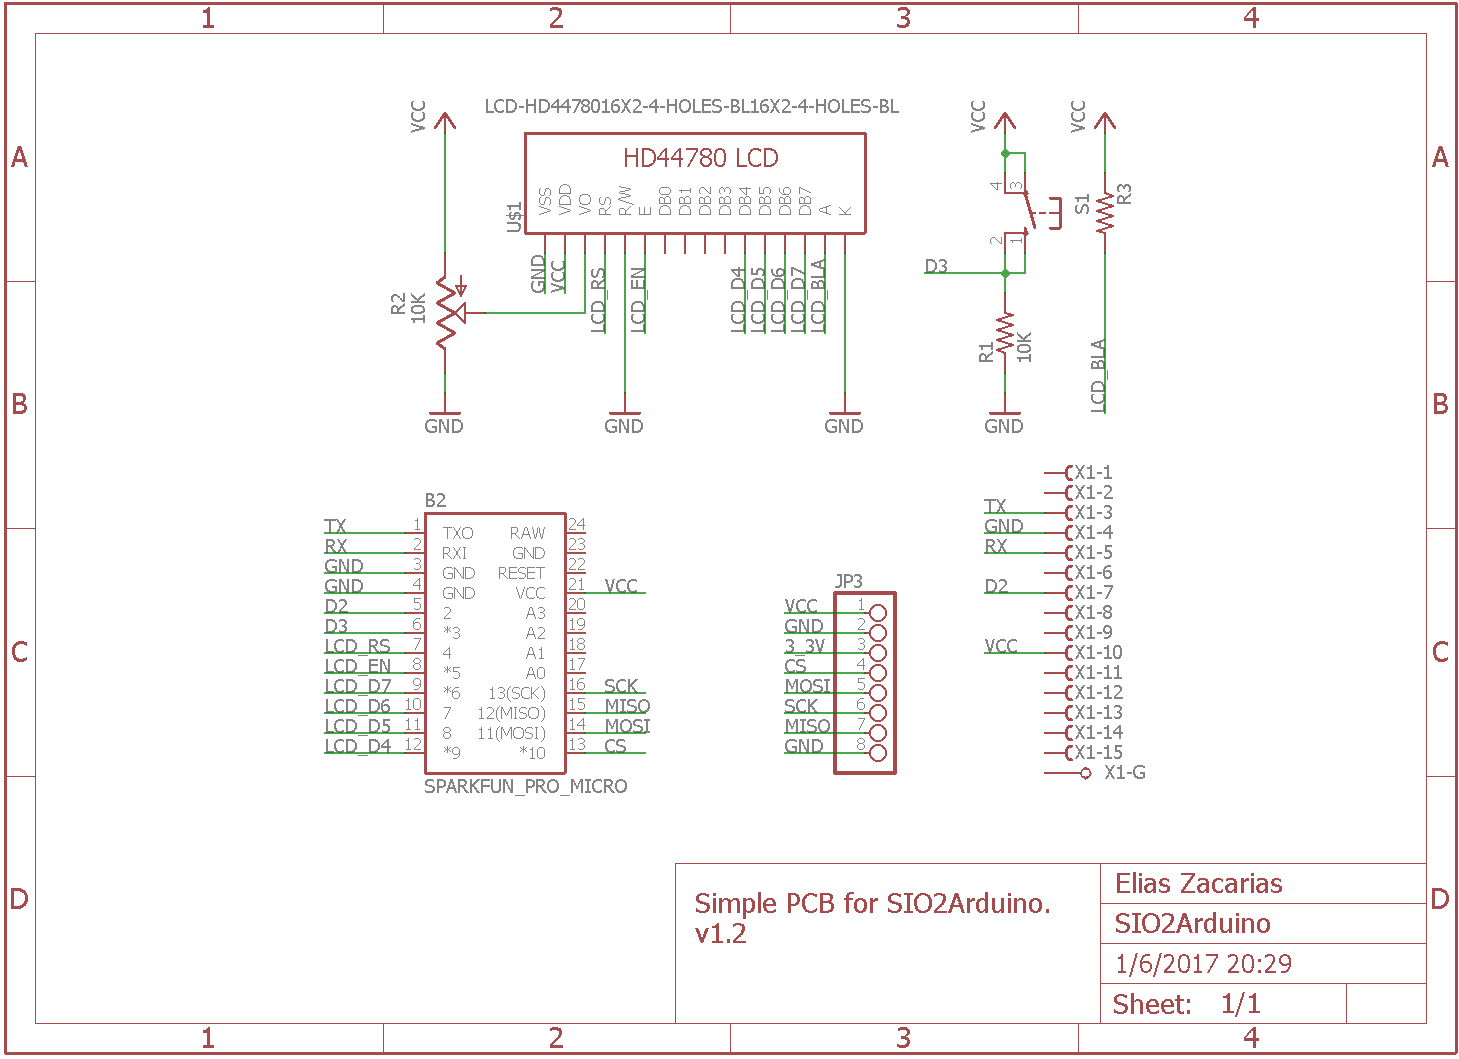 1 2 3 4
A A
B B
C C
D D
LCD-HD4478016X2-4-HOLES-BL16X2-4-HOLES-BL
VCC
R2
10K
GND
HD44780 LCD
U$1
VSS
VDD
VO
RS
R/W
E
DB0
DB1
DB2
DB3
DB4
DB5
DB6
DB7
A
K
GND
VCC
LCD_RS
LCD_EN
LCD_D4
LCD_D5
LCD_D6
LCD_D7
LCD_BLA
GND
GND
VCC
4
3
S1
2
1
D3
R1
10K
GND
VCC
R3
LCD_BLA
B2
TX 1 TXO RAW 24
RX 2 RXI GND 23
GND 3 GND RESET 22
GND 4 GND VCC 21 VCC
D2 5 2 A3 20
D3 6 *3 A2 19
LCD_RS 7 4 A1 18
LCD_EN 8 *5 A0 17
LCD_D7 9 *6 13(SCK) 16 SCK
LCD_D6 10 7 12(MISO) 15 MISO
LCD_D5 11 8 11(MOSI) 14 MOSI
LCD_D4 12 *9 *10 13 CS
SPARKFUN_PRO_MICRO
JP3
VCC 1
GND 2
3_3V 3
CS 4
MOSI 5
SCK 6
MISO 7
GND 8
X1-1
X1-2
TX X1-3
GND X1-4
RX X1-5
X1-6
D2 X1-7
X1-8
X1-9
VCC X1-10
X1-11
X1-12
X1-13
X1-14
X1-15
X1-G
Simple PCB for SIO2Arduino.
v1.2
Elias Zacarias
SIO2Arduino
1/6/2017 20:29
Sheet: 1/1
1 2 3 4